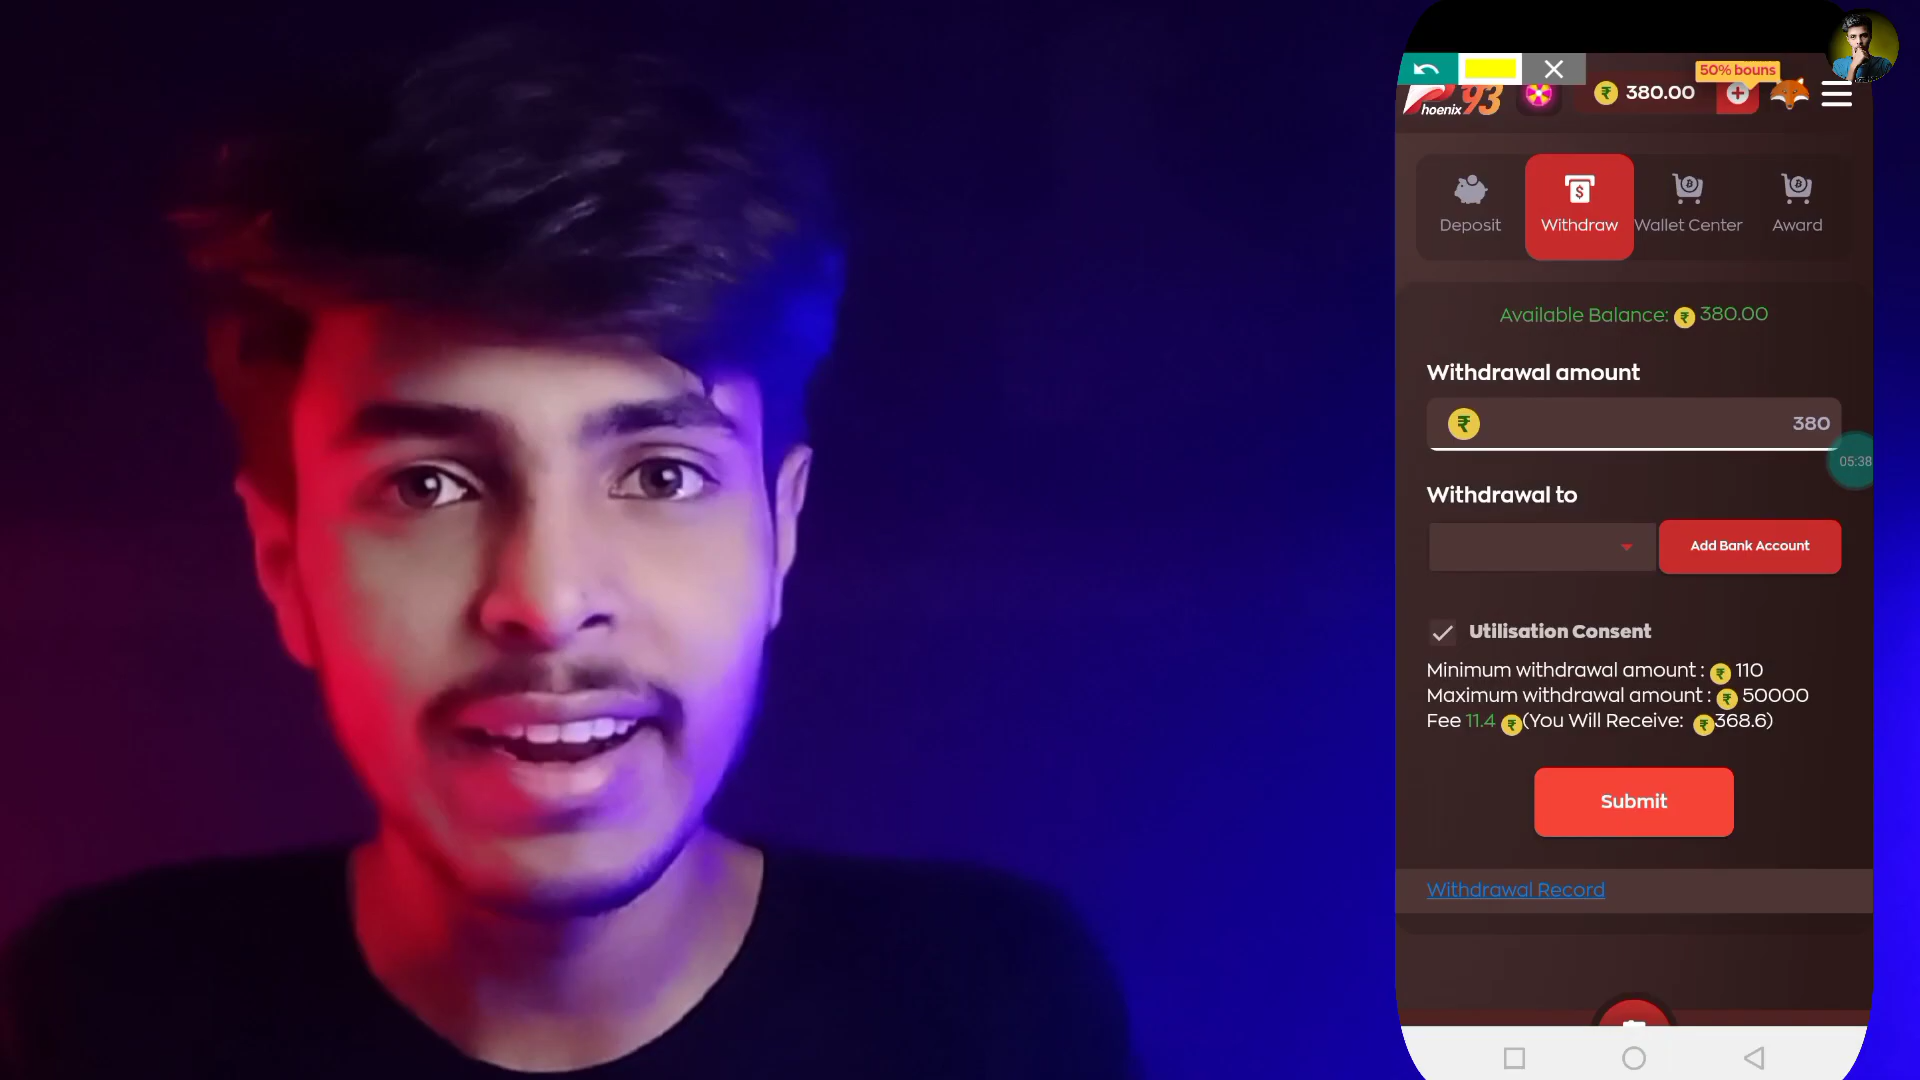 50% bouns
Phoenix 93
₹ 380.00
Deposit
Withdraw
Wallet Center
Award
Available Balance: ₹ 380.00
Withdrawal amount
₹ 380
05:38
Withdrawal to
Add Bank Account
Utilisation Consent
Minimum withdrawal amount : ₹ 110
Maximum withdrawal amount : ₹ 50000
Fee 11.4 ₹ (You Will Receive: ₹ 368.6)
Submit
Withdrawal Record